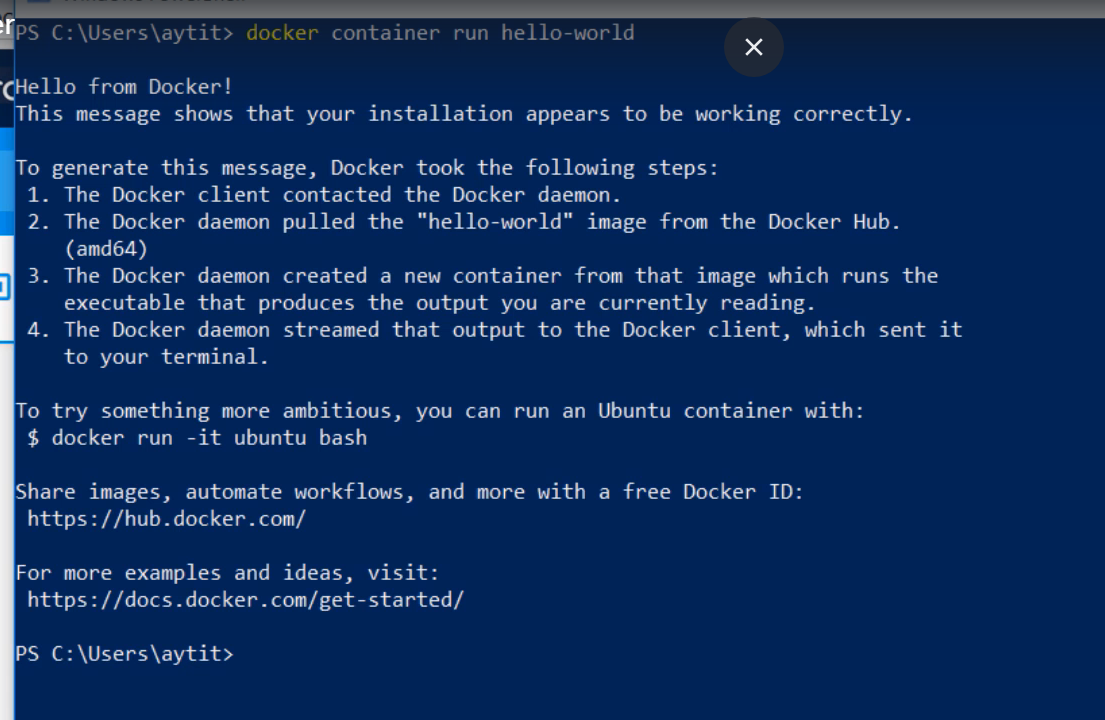 PS C:\Users\aytit> docker container run hello-world
Hello from Docker!
This message shows that your installation appears to be working correctly.
To generate this message, Docker took the following steps:
1. The Docker client contacted the Docker daemon.
2. The Docker daemon pulled the "hello-world" image from the Docker Hub.
(amd64)
3. The Docker daemon created a new container from that image which runs the
executable that produces the output you are currently reading.
4. The Docker daemon streamed that output to the Docker client, which sent it
to your terminal.
To try something more ambitious, you can run an Ubuntu container with:
$ docker run -it ubuntu bash
Share images, automate workflows, and more with a free Docker ID:
https://hub.docker.com/
For more examples and ideas, visit:
https://docs.docker.com/get-started/
PS C:\Users\aytit>